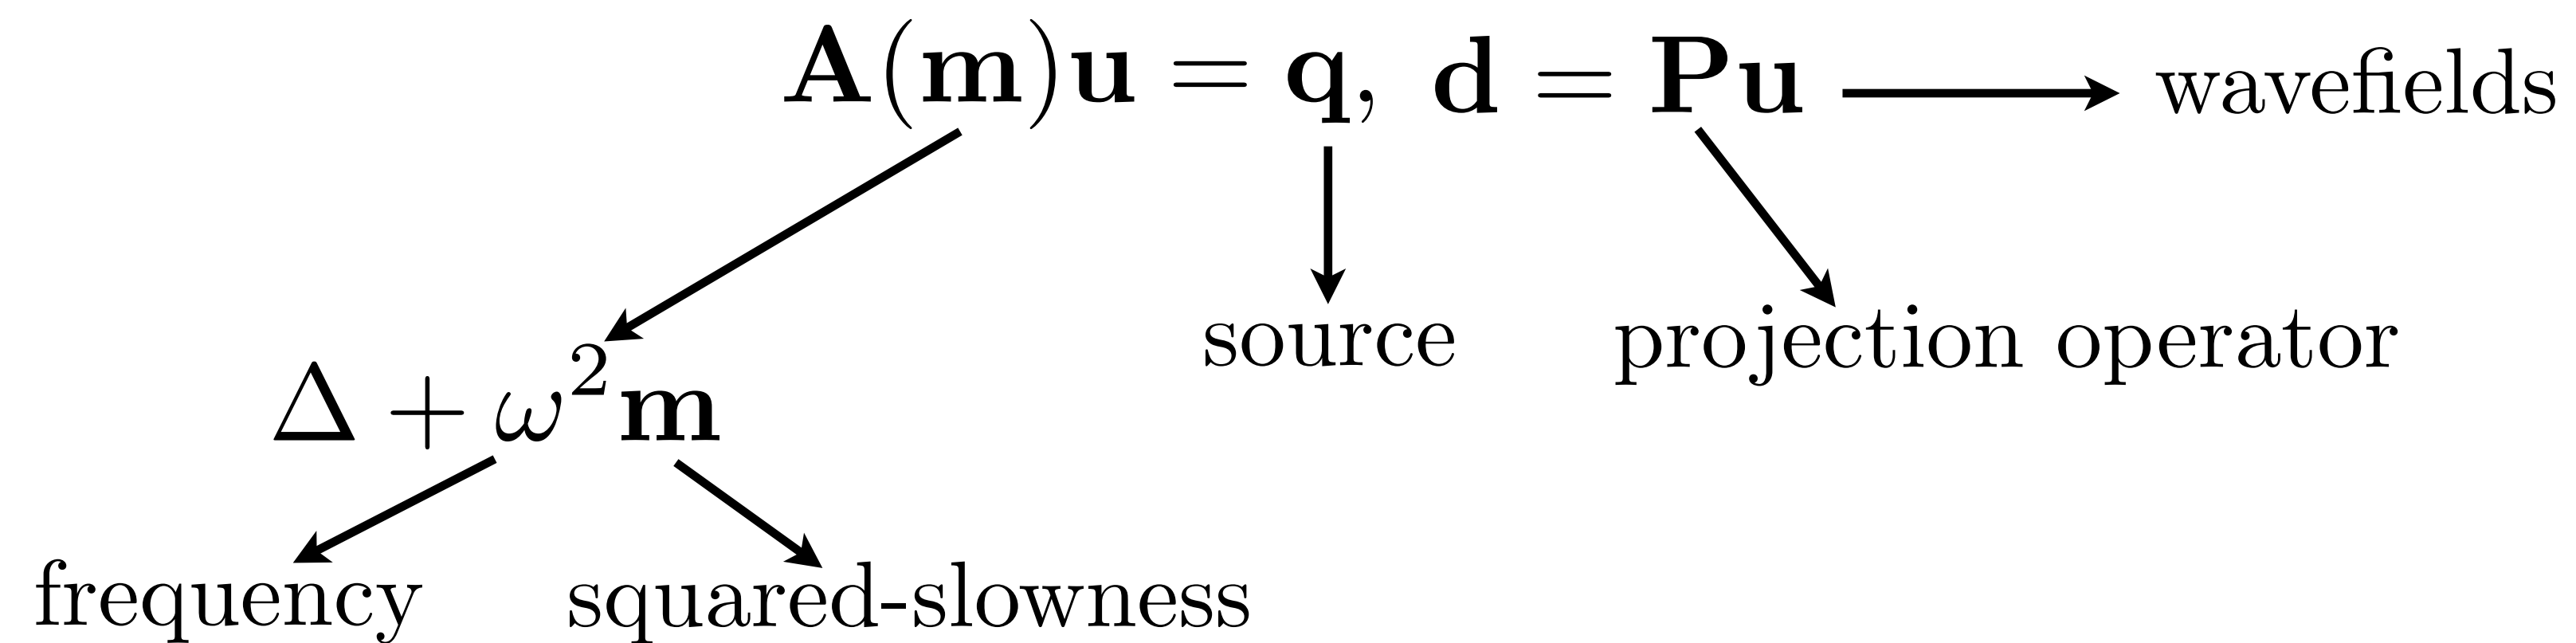 A(m)u = q, d = Pu wavefields
source projection operator
Δ + ω²m
frequency squared-slowness